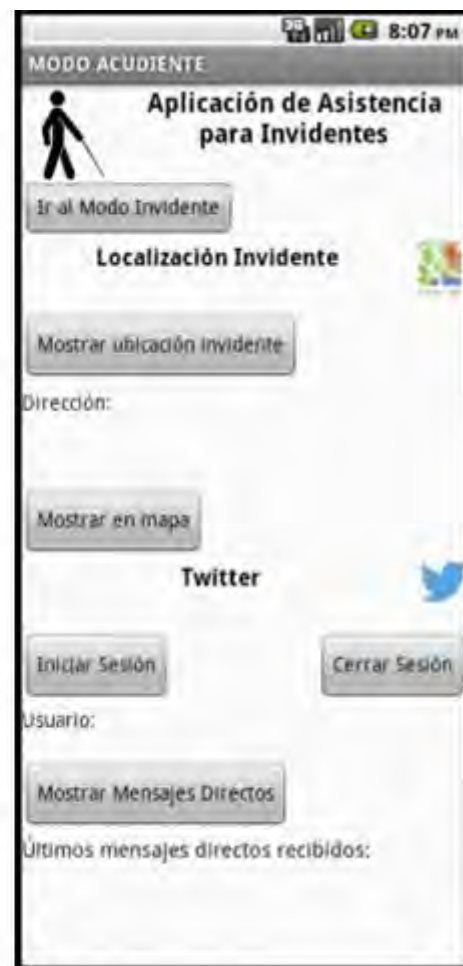 8:07 PM
MODO ACUDIENTE
Aplicación de Asistencia
para Invidentes
Ir al Modo Invidente
Localización Invidente
Mostrar ubicación invidente
Dirección:
Mostrar en mapa
Twitter
Iniciar Sesión
Cerrar Sesión
Usuario:
Mostrar Mensajes Directos
Últimos mensajes directos recibidos: